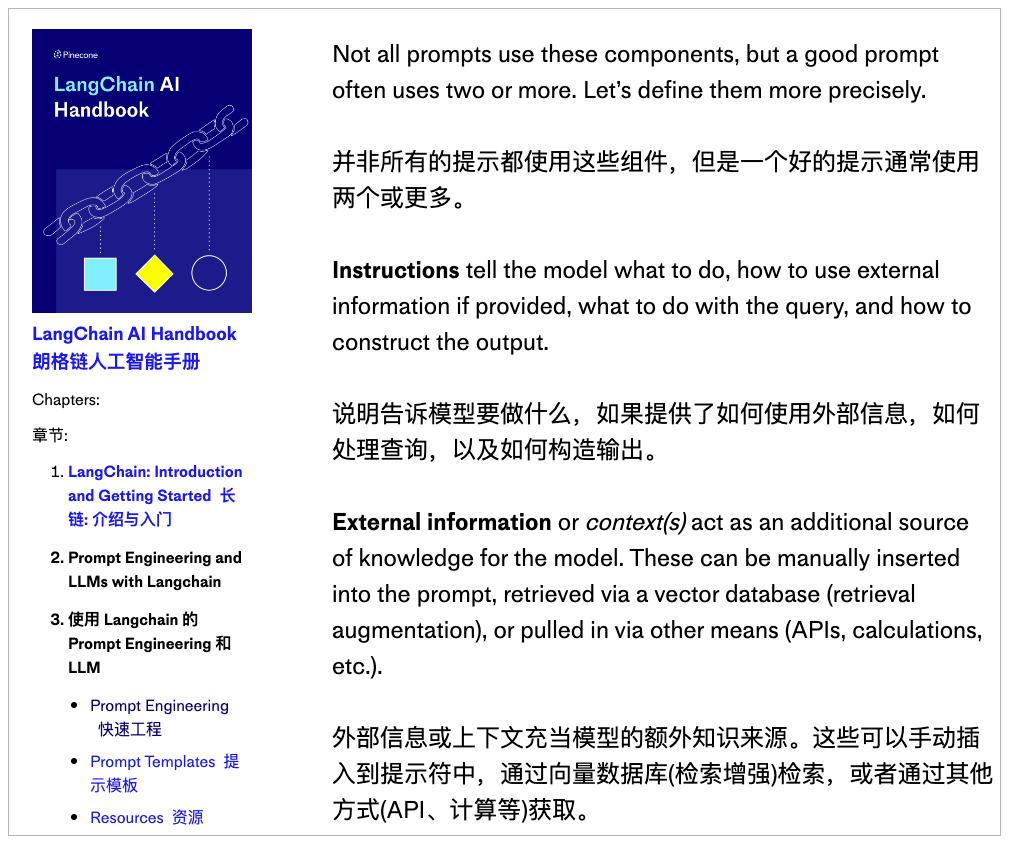 Pinecone
LangChain AI
Handbook
LangChain AI Handbook
朗格链人工智能手册
Chapters:
章节:
1. LangChain: Introduction
and Getting Started 长
链: 介绍与入门
2. Prompt Engineering and
LLMs with Langchain
3. 使用 Langchain 的
Prompt Engineering 和
LLM
• Prompt Engineering
快速工程
• Prompt Templates 提
示模板
• Resources 资源
Not all prompts use these components, but a good prompt
often uses two or more. Let’s define them more precisely.
并非所有的提示都使用这些组件，但是一个好的提示通常使用
两个或更多。
Instructions tell the model what to do, how to use external
information if provided, what to do with the query, and how to
construct the output.
说明告诉模型要做什么，如果提供了如何使用外部信息，如何
处理查询，以及如何构造输出。
External information or context(s) act as an additional source
of knowledge for the model. These can be manually inserted
into the prompt, retrieved via a vector database (retrieval
augmentation), or pulled in via other means (APIs, calculations,
etc.).
外部信息或上下文充当模型的额外知识来源。这些可以手动插
入到提示符中，通过向量数据库(检索增强)检索，或者通过其他
方式(API、计算等)获取。